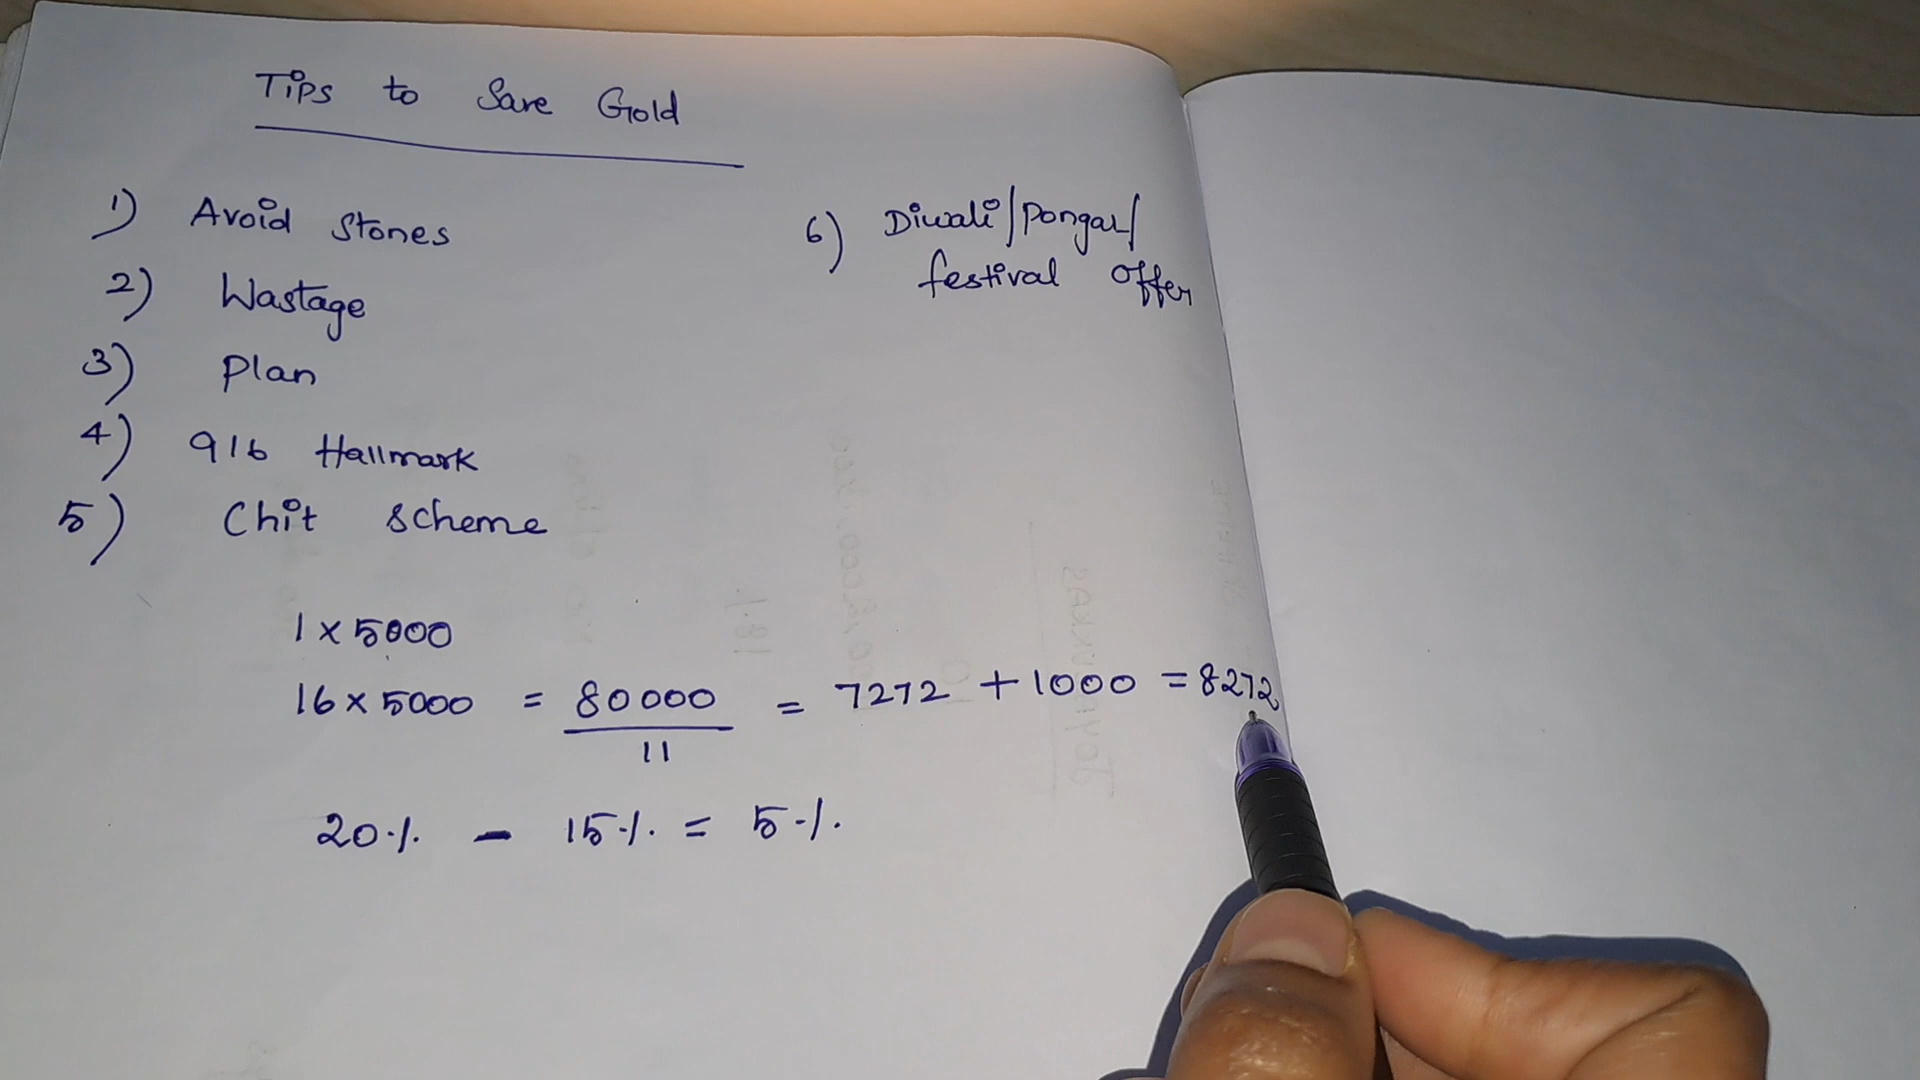 Tips to Save Gold
1) Avoid Stones
2) Wastage
3) Plan
4) 916 Hallmark
5) Chit Scheme
6) Diwali/Pongal/
festival offer
1 x 5000
16 x 5000 = 80000 / 11 = 7272 + 1000 = 8272
20% - 15% = 5%